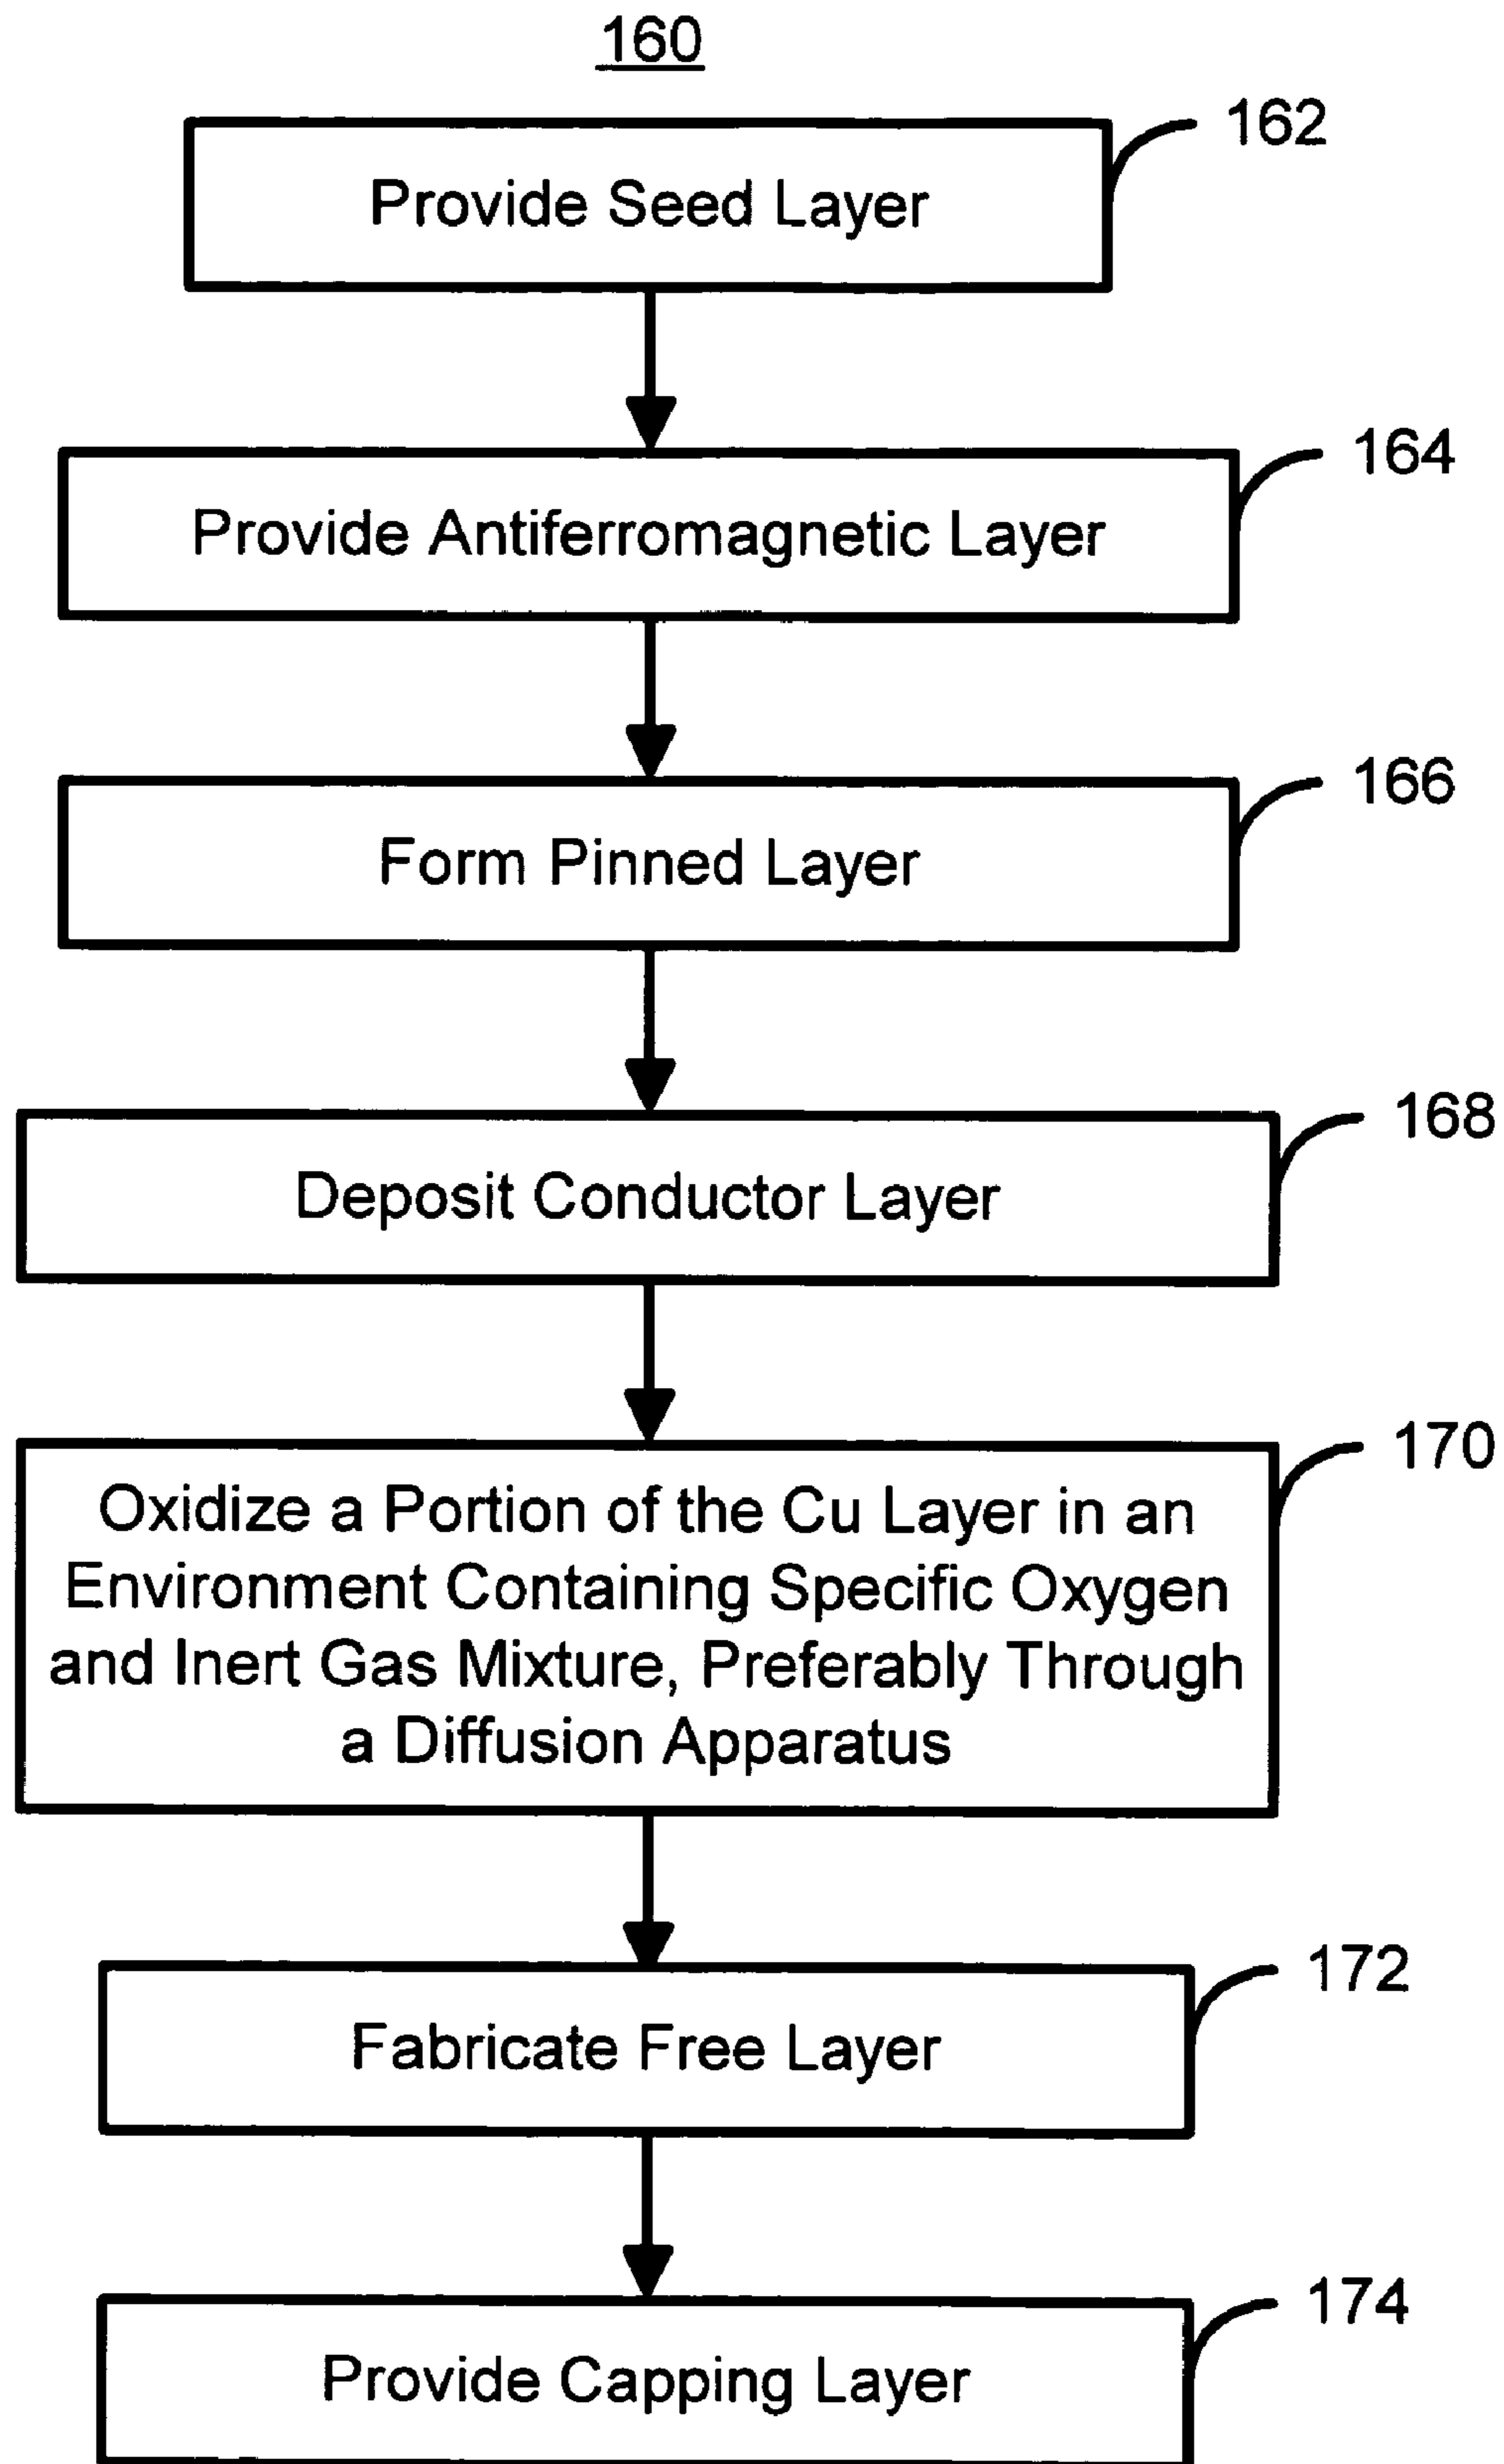 160
162
Provide Seed Layer
164
Provide Antiferromagnetic Layer
166
Form Pinned Layer
168
Deposit Conductor Layer
170
Oxidize a Portion of the Cu Layer in an
Environment Containing Specific Oxygen
and Inert Gas Mixture, Preferably Through
a Diffusion Apparatus
172
Fabricate Free Layer
174
Provide Capping Layer